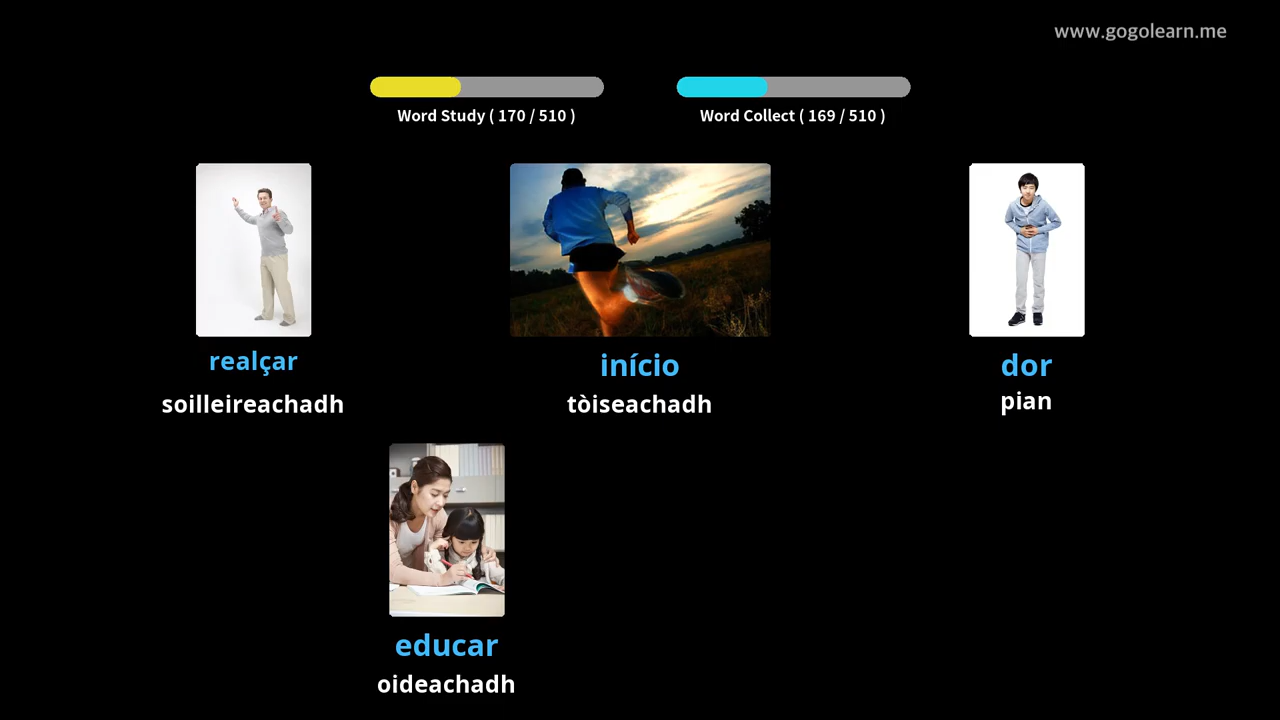 www.gogolearn.me
Word Study ( 170 / 510 )
Word Collect ( 169 / 510 )
realçar
soilleireachadh
início
tòiseachadh
dor
pian
educar
oideachadh